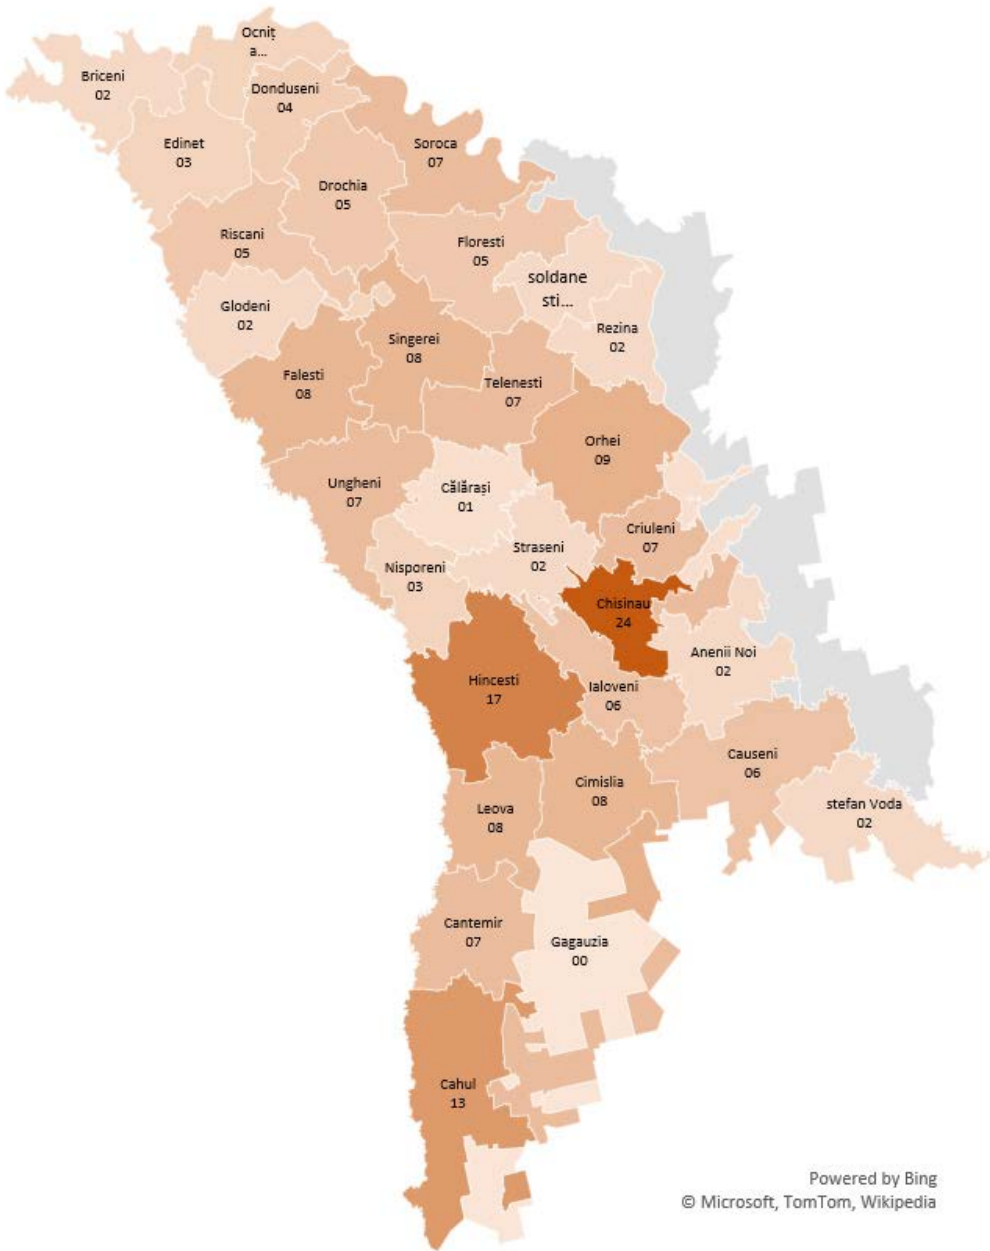 Ocniț
a...
Briceni
02
Donduseni
04
Edinet
03
Soroca
07
Drochia
05
Riscani
05
Floresti
05
soldane
sti...
Glodeni
02
Rezina
02
Singerei
08
Falesti
08
Telenesti
07
Orhei
09
Ungheni
07
Călărași
01
Criuleni
07
Straseni
02
Nisporeni
03
Chisinau
24
Anenii Noi
02
Hincesti
17
Ialoveni
06
Causeni
06
Cimislia
08
Leova
08
stefan Voda
02
Cantemir
07
Gagauzia
00
Cahul
13
Powered by Bing
© Microsoft, TomTom, Wikipedia